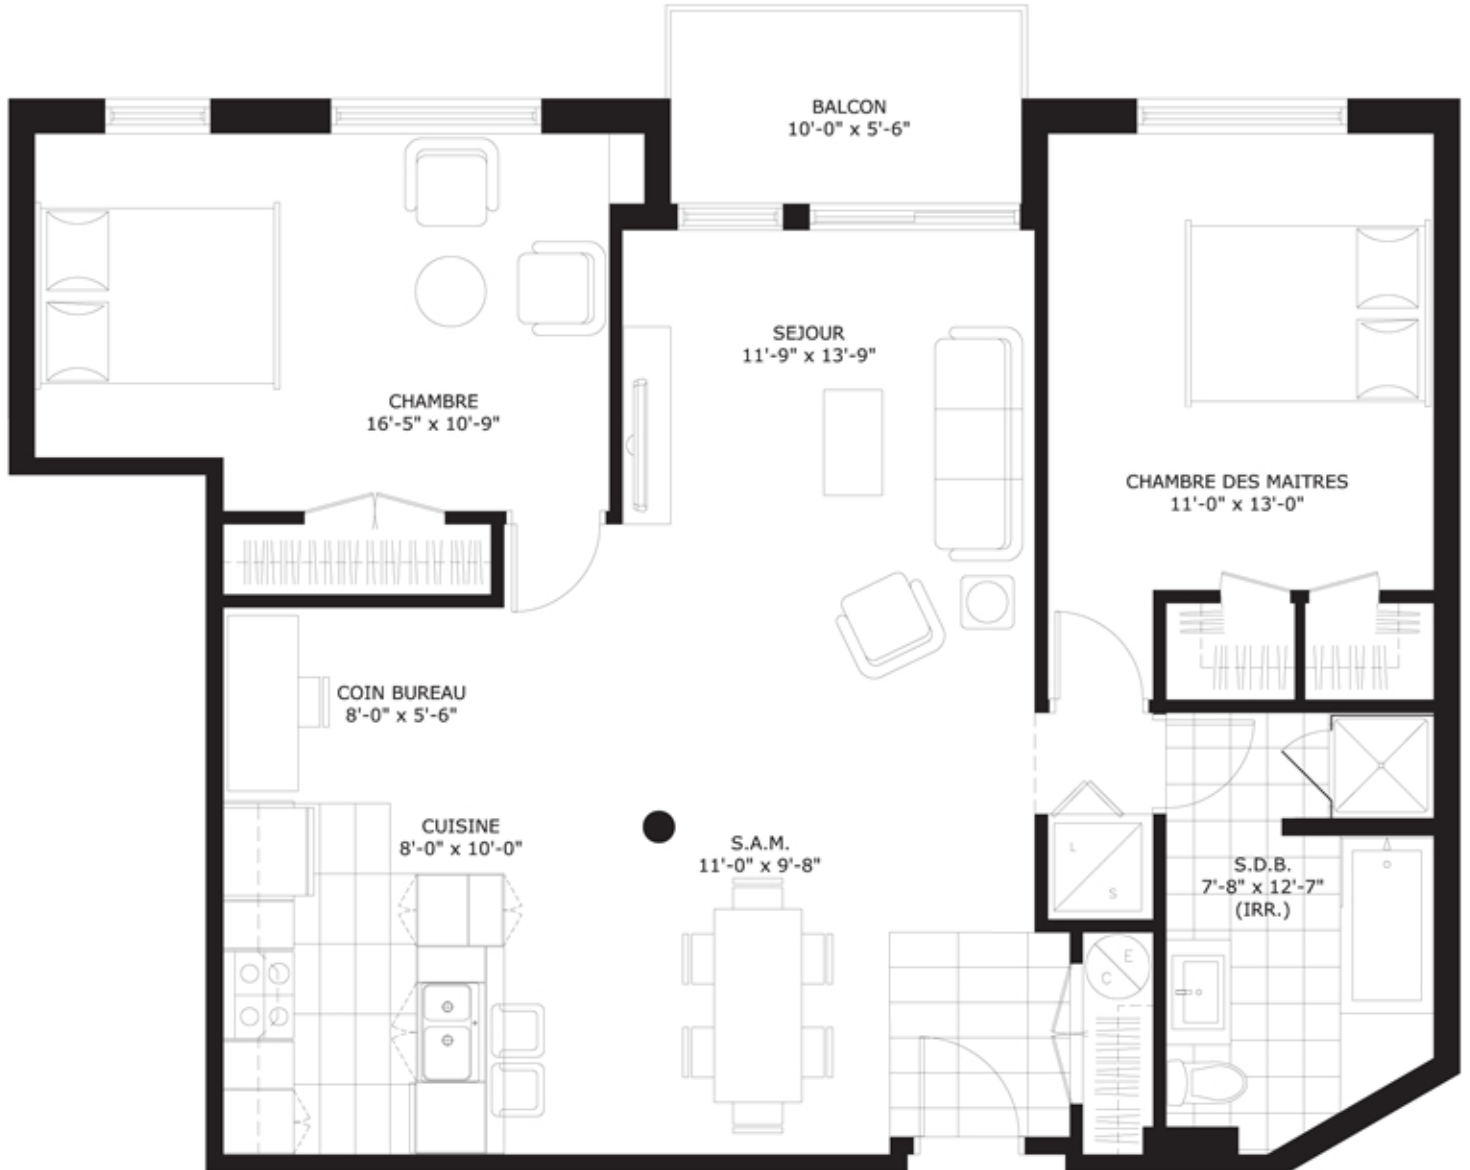 BALCON
10'-0" x 5'-6"
SEJOUR
11'-9" x 13'-9"
CHAMBRE
16'-5" x 10'-9"
CHAMBRE DES MAITRES
11'-0" x 13'-0"
COIN BUREAU
8'-0" x 5'-6"
CUISINE
8'-0" x 10'-0"
S.A.M.
11'-0" x 9'-8"
L
S
S.D.B.
7'-8" x 12'-7"
(IRR.)
E
C